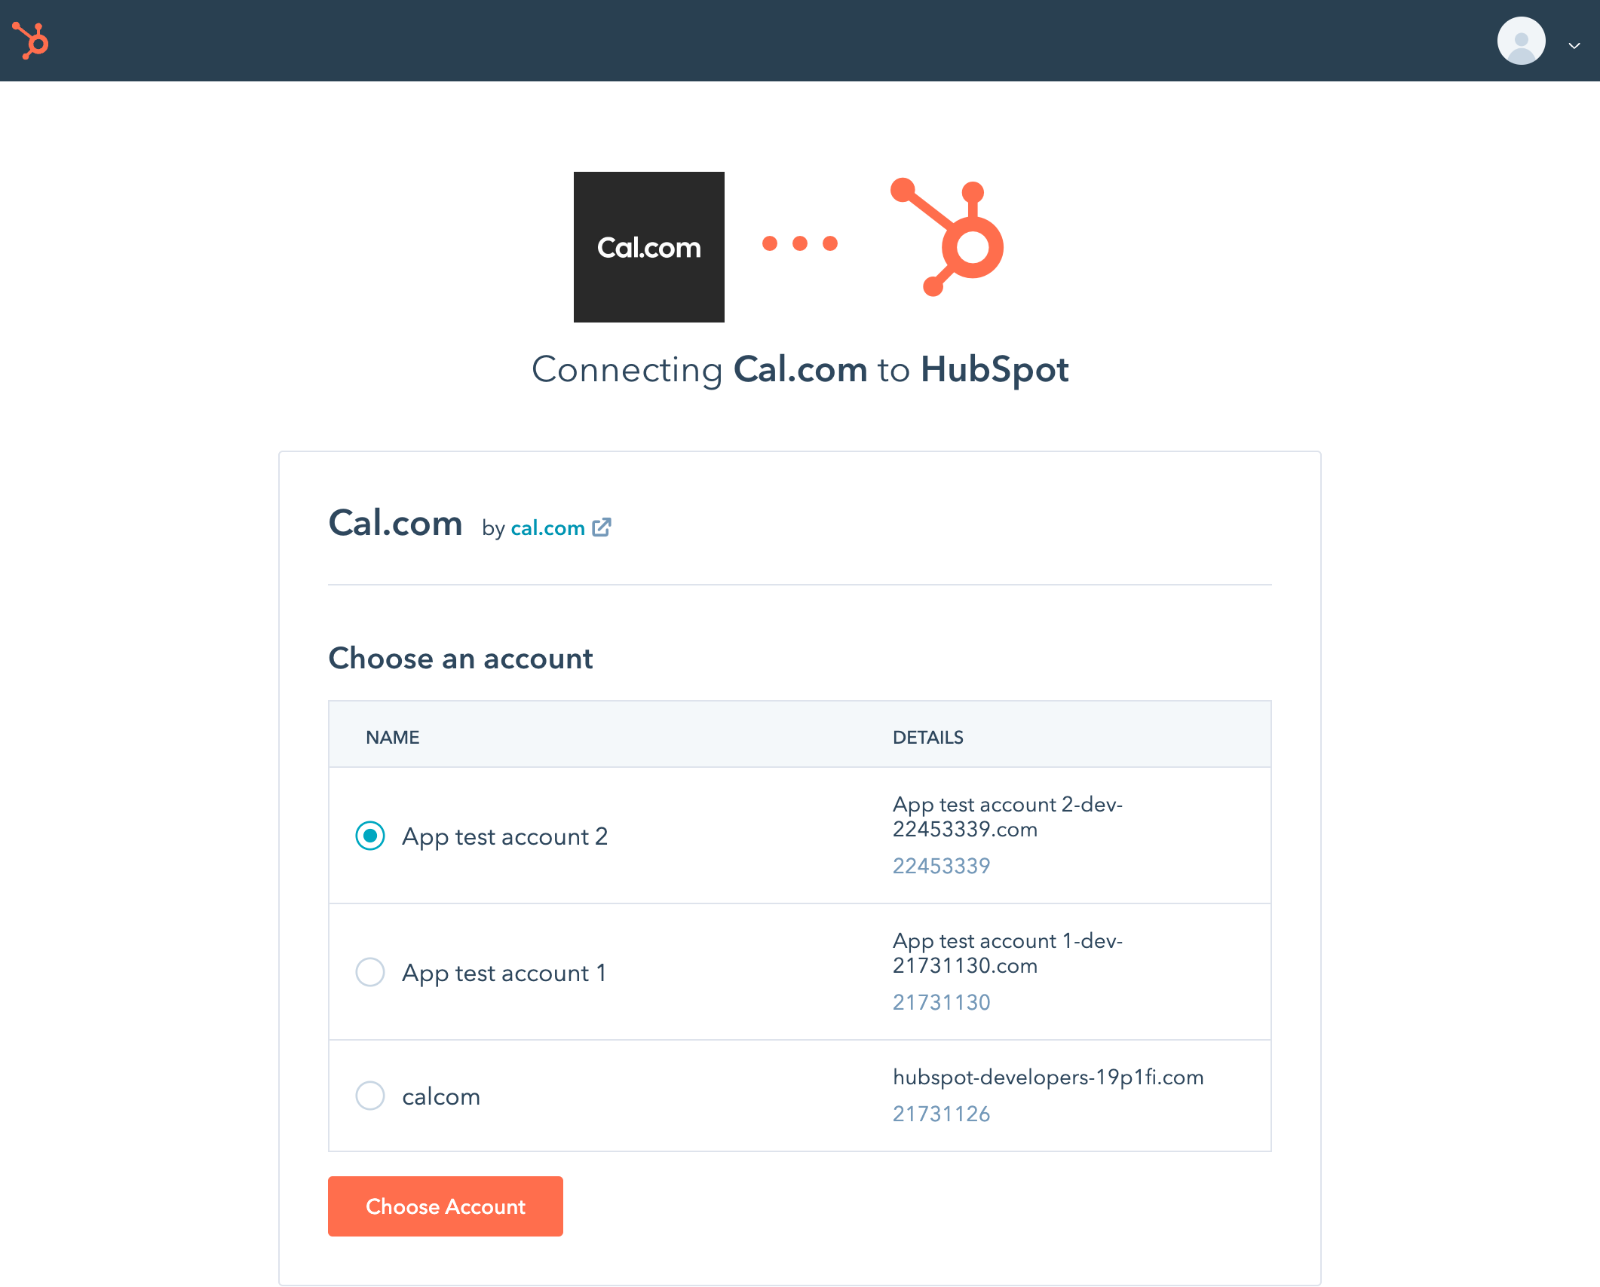 Cal.com
Connecting Cal.com to HubSpot
Cal.com by cal.com
Choose an account
NAME DETAILS
App test account 2
App test account 2-dev-
22453339.com
22453339
App test account 1
App test account 1-dev-
21731130.com
21731130
calcom
hubspot-developers-19p1fi.com
21731126
Choose Account